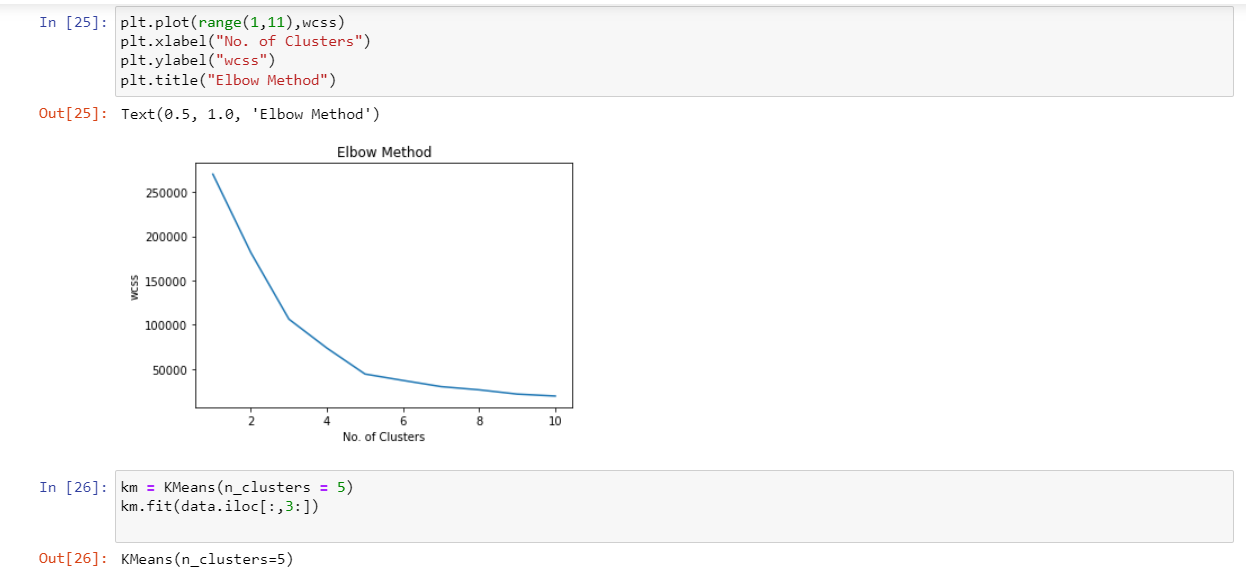 In [25]: plt.plot(range(1,11),wcss)
plt.xlabel("No. of Clusters")
plt.ylabel("wcss")
plt.title("Elbow Method")
Out[25]: Text(0.5, 1.0, 'Elbow Method')
Elbow Method
250000
200000
150000
100000
50000
wcss
2 4 6 8 10
No. of Clusters
In [26]: km = KMeans(n_clusters = 5)
km.fit(data.iloc[:,3:])
Out[26]: KMeans(n_clusters=5)